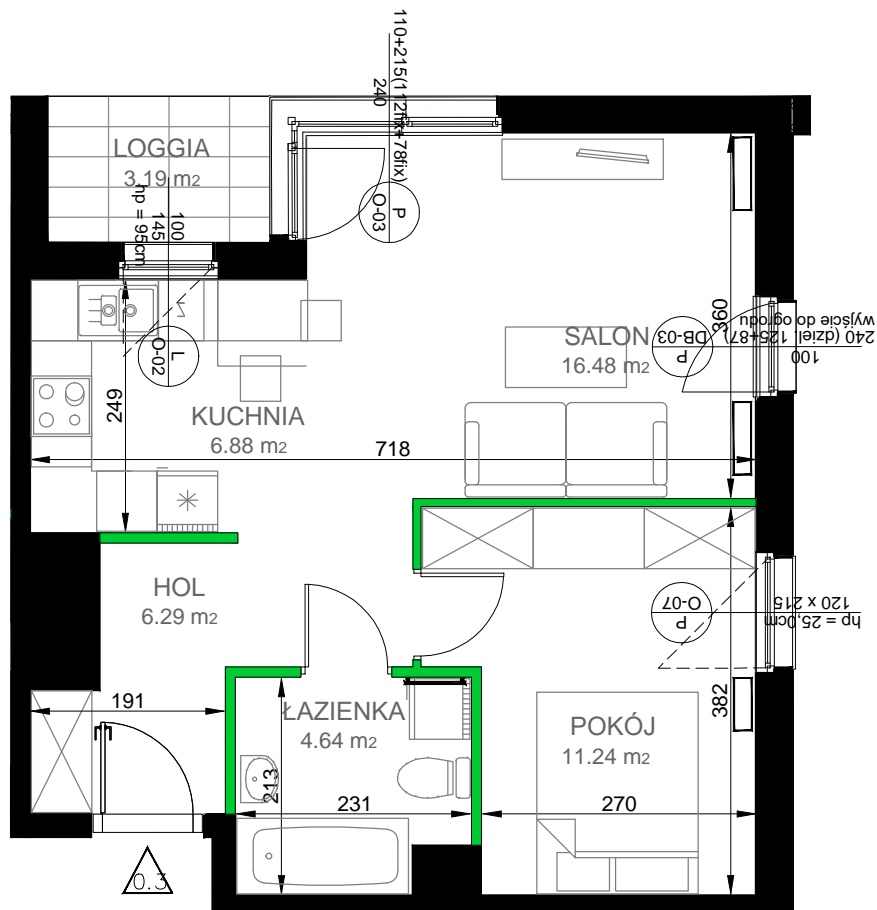 110+215(112fix+78fix)
240
LOGGIA
3.19 m2
100
145
hp = 95cm
P
O-03
L
O-02
SALON
16.48 m2
360
DB-03
P
100
240 (dziel: 125+87)
wyjście do ogrodu
249
KUCHNIA
6.88 m2
718
HOL
6.29 m2
O-07
P
120 x 215
hp = 25,0cm
191
ŁAZIENKA
4.64 m2
213
231
POKÓJ
11.24 m2
382
270
0.3